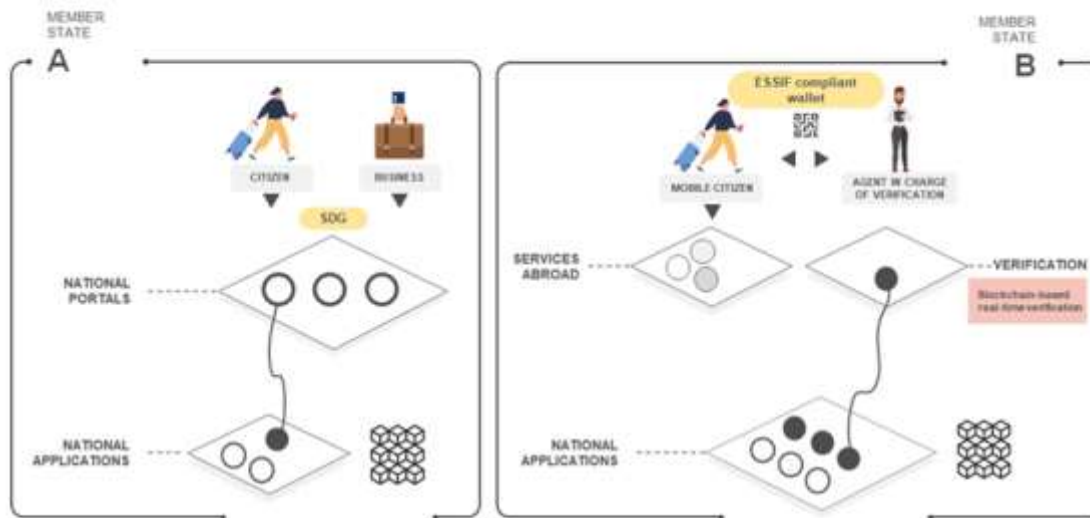 MEMBER
STATE
A
CITIZEN
BUSINESS
SDG
NATIONAL
PORTALS
NATIONAL
APPLICATIONS
MEMBER
STATE
B
ESSIF compliant
wallet
MOBILE CITIZEN
AGENT IN CHARGE
OF VERIFICATION
SERVICES
ABROAD
VERIFICATION
Blockchain-based
real-time verification
NATIONAL
APPLICATIONS